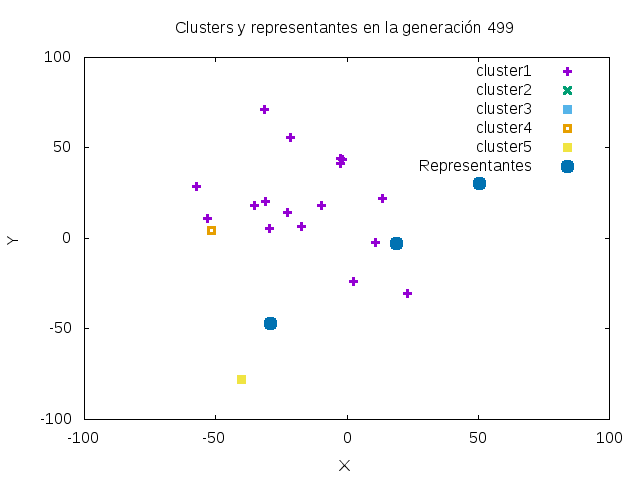 Clusters y representantes en la generación 499
100
50
0
-50
-100
-100
-50
0
50
100
Y
X
cluster1
cluster2
cluster3
cluster4
cluster5
Representantes